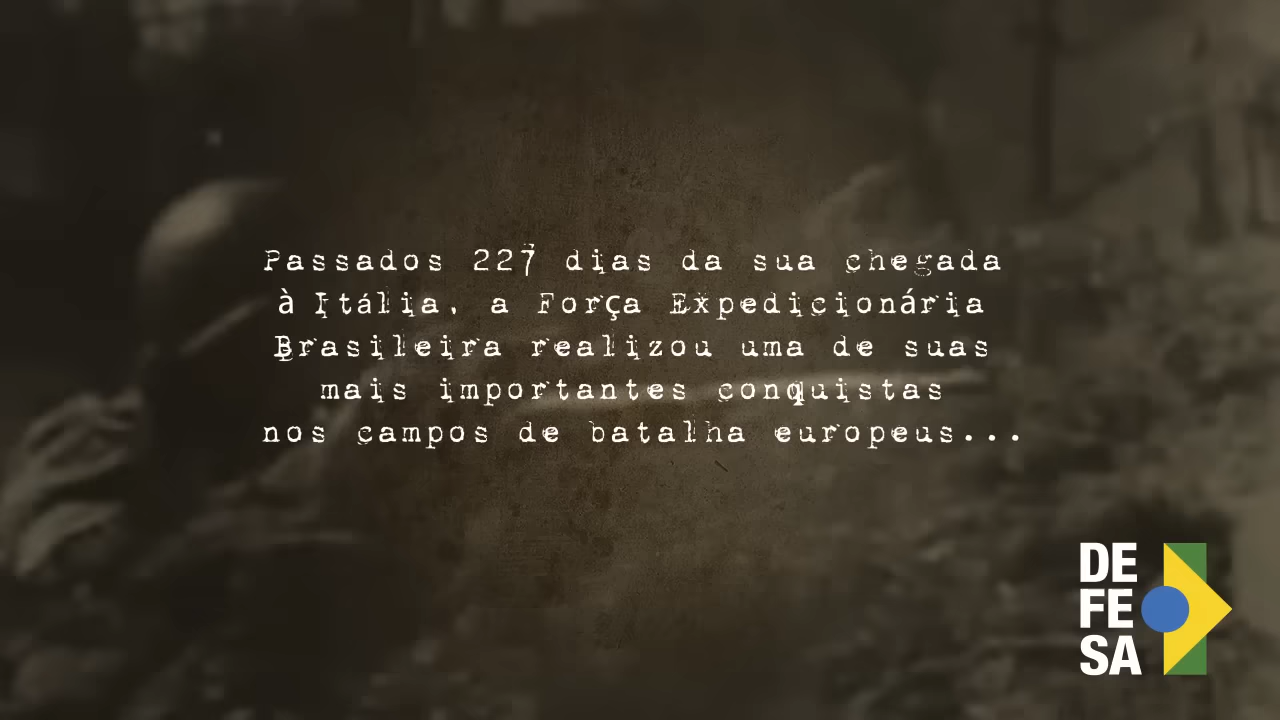 Passados 227 dias da sua chegada
à Itália, a Força Expedicionária
Brasileira realizou uma de suas
mais importantes conquistas
nos campos de batalha europeus...
DE
FE
SA